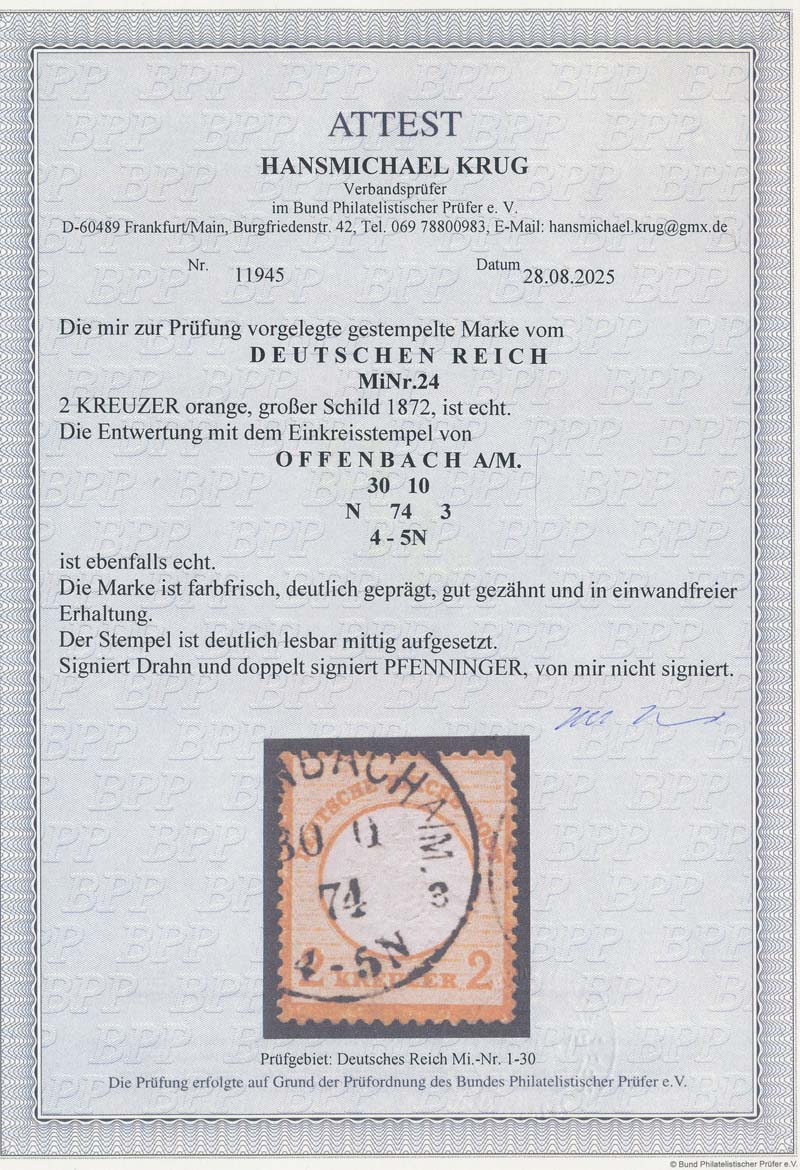 ATTEST
HANSMICHAEL KRUG
Verbandsprüfer
im Bund Philatelistischer Prüfer e. V.
D-60489 Frankfurt/Main, Burgfriedenstr. 42, Tel. 069 78800983, E-Mail: hansmichael.krug@gmx.de
Nr. 11945 Datum 28.08.2025
Die mir zur Prüfung vorgelegte gestempelte Marke vom
DEUTSCHEN REICH
MiNr.24
2 KREUZER orange, großer Schild 1872, ist echt.
Die Entwertung mit dem Einkreisstempel von
OFFENBACH A/M.
30 10
N 74 3
4 - 5N
ist ebenfalls echt.
Die Marke ist farbfrisch, deutlich geprägt, gut gezähnt und in einwandfreier
Erhaltung.
Der Stempel ist deutlich lesbar mittig aufgesetzt.
Signiert Drahn und doppelt signiert PFENNINGER, von mir nicht signiert.
NBACH A/M.
30
74 3
4-5N
2 KREUZER 2
Prüfgebiet: Deutsches Reich Mi.-Nr. 1-30
Die Prüfung erfolgte auf Grund der Prüfordnung des Bundes Philatelistischer Prüfer e.V.
© Bund Philatelistischer Prüfer e.V.